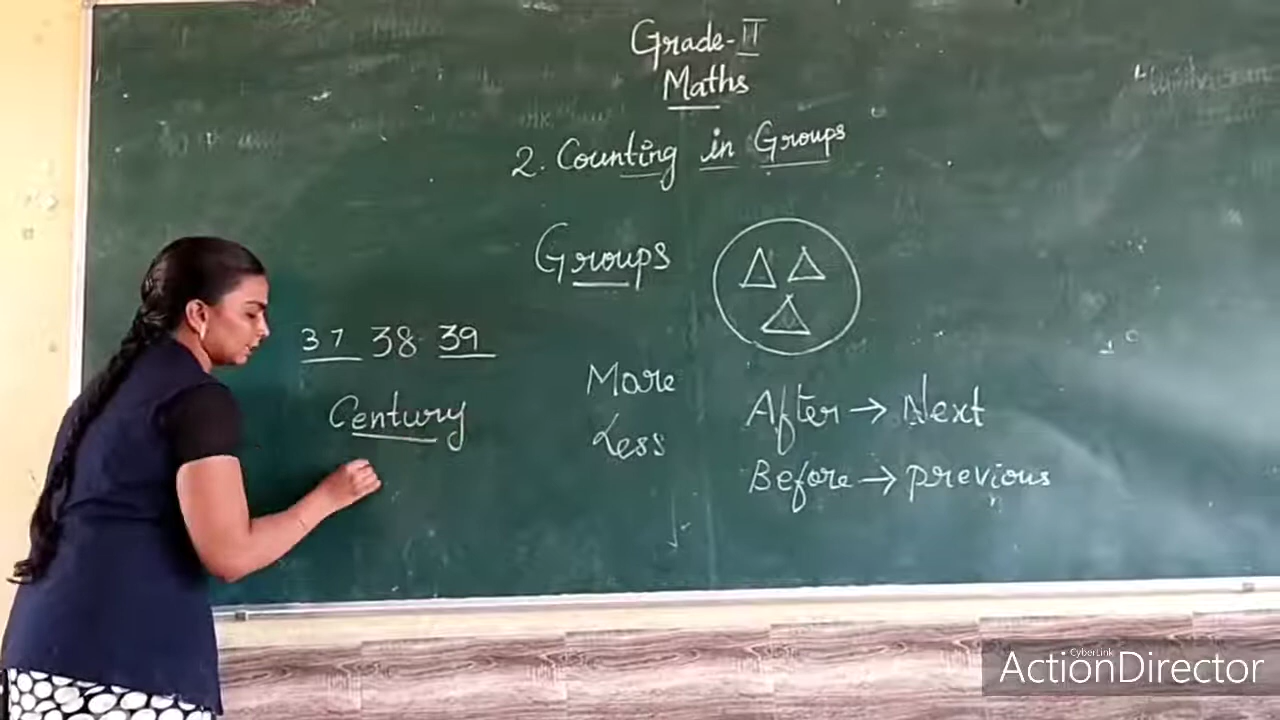 Grade-II
Maths
2. Counting in Groups
Groups
37 38 39
Century
More
Less
After → Next
Before → previous
CyberLink
ActionDirector